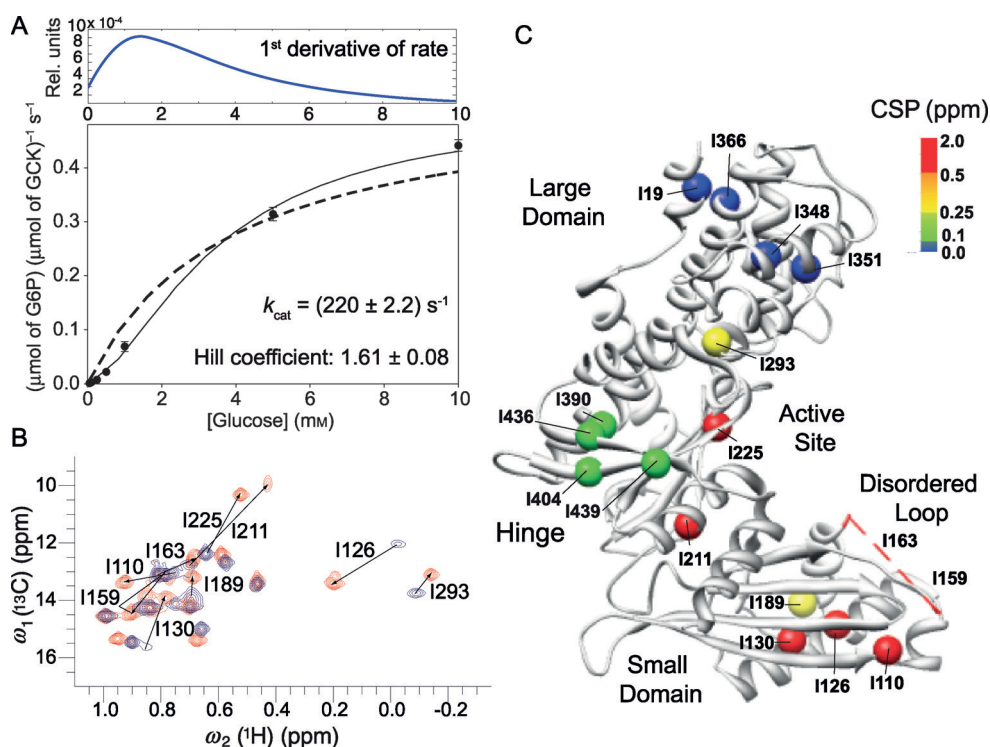 A
10× 10⁻⁴
8
6
4
2
Rel. units
1ˢᵗ derivative of rate
0 2 4 6 8 10
0.4
0.3
0.2
0.1
0.0
(μmol of G6P) (μmol of GCK)⁻¹ s⁻¹
k_cat = (220 ± 2.2) s⁻¹
Hill coefficient: 1.61 ± 0.08
0 2 4 6 8 10
[Glucose] (mM)
B
10
12
14
16
ω₁ (¹³C) (ppm)
I225
I211
I163
I110
I126
I189
I159
I293
I130
1.0 0.8 0.6 0.4 0.2 0.0 -0.2
ω₂ (¹H) (ppm)
C
CSP (ppm)
2.0
0.5
0.25
0.1
0.0
I366
Large
Domain
I19
I348
I351
I293
I390
I436
Active
Site
I225
I404
I439
Hinge
Disordered
Loop
I163
I211
I159
I189
I130
I126
I110
Small
Domain